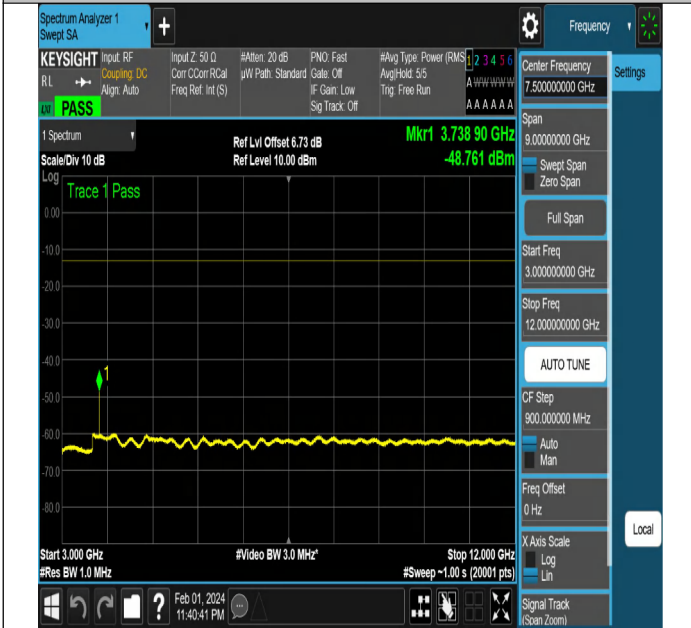 Spectrum Analyzer 1
Swept SA
Frequency
KEYSIGHT
RL
LXI
PASS
Input: RF
Coupling: DC
Align: Auto
Input Z: 50 Ω
Corr CCorr RCal
Freq Ref: Int (S)
#Atten: 20 dB
µW Path: Standard
PNO: Fast
Gate: Off
IF Gain: Low
Sig Track: Off
#Avg Type: Power (RMS
Avg|Hold: 5/5
Trig: Free Run
1 2 3 4 5 6
A W W W W W
A A A A A A
1 Spectrum
Scale/Div 10 dB
Ref Lvl Offset 6.73 dB
Ref Level 10.00 dBm
Mkr1 3.738 90 GHz
-48.761 dBm
Log
Trace 1 Pass
0.00
-10.0
-20.0
-30.0
-40.0
-50.0
-60.0
-70.0
-80.0
1
Start 3.000 GHz
#Res BW 1.0 MHz
#Video BW 3.0 MHz*
Stop 12.000 GHz
#Sweep ~1.00 s (20001 pts)
Feb 01, 2024
11:40:41 PM
?
Center Frequency
7.500000000 GHz
Settings
Span
9.00000000 GHz
Swept Span
Zero Span
Full Span
Start Freq
3.000000000 GHz
Stop Freq
12.000000000 GHz
AUTO TUNE
CF Step
900.000000 MHz
Auto
Man
Freq Offset
0 Hz
X Axis Scale
Log
Lin
Local
Signal Track
(Span Zoom)